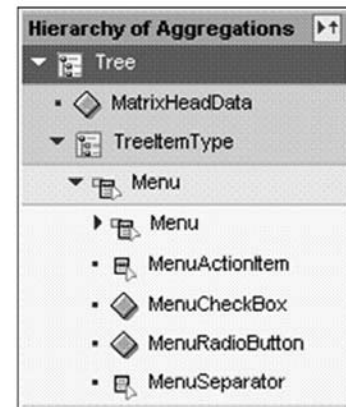 Hierarchy of Aggregations
Tree
MatrixHeadData
TreeItemType
Menu
Menu
MenuActionItem
MenuCheckBox
MenuRadioButton
MenuSeparator